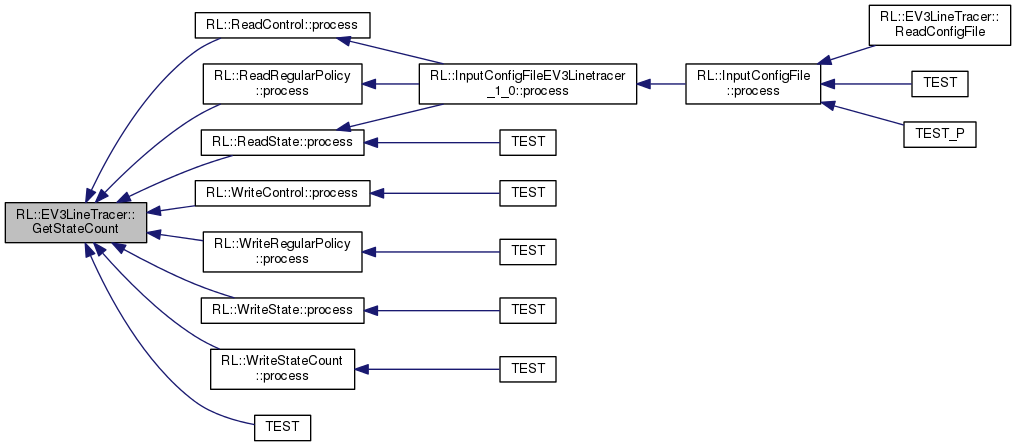 RL::EV3LineTracer::
GetStateCount
RL::ReadControl::process
RL::ReadRegularPolicy
::process
RL::ReadState::process
RL::WriteControl::process
RL::WriteRegularPolicy
::process
RL::WriteState::process
RL::WriteStateCount
::process
TEST
RL::InputConfigFileEV3Linetracer
_1_0::process
TEST
TEST
TEST
TEST
TEST
RL::InputConfigFile
::process
RL::EV3LineTracer::
ReadConfigFile
TEST
TEST_P